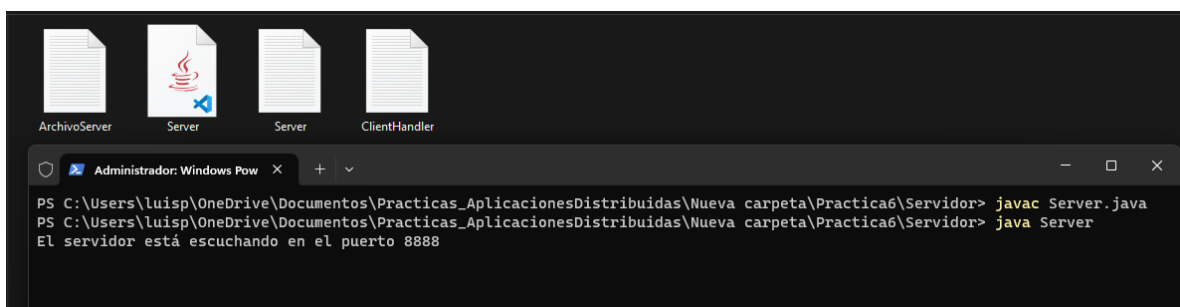 ArchivoServer Server Server ClientHandler
Administrador: Windows Pow
PS C:\Users\luisp\OneDrive\Documentos\Practicas_AplicacionesDistribuidas\Nueva carpeta\Practica6\Servidor> javac Server.java
PS C:\Users\luisp\OneDrive\Documentos\Practicas_AplicacionesDistribuidas\Nueva carpeta\Practica6\Servidor> java Server
El servidor está escuchando en el puerto 8888